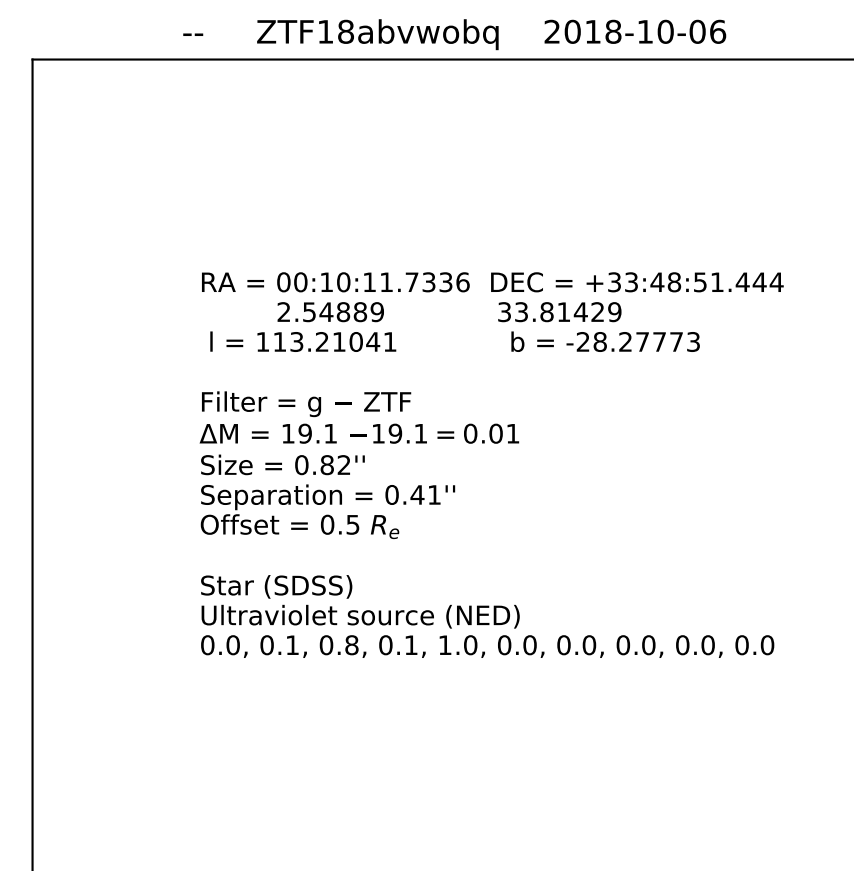 -- ZTF18abvwobq 2018-10-06
RA = 00:10:11.7336 DEC = +33:48:51.444
2.54889 33.81429
l = 113.21041 b = -28.27773
Filter = g − ZTF
ΔM = 19.1 −19.1 = 0.01
Size = 0.82''
Separation = 0.41''
Offset = 0.5 Re
Star (SDSS)
Ultraviolet source (NED)
0.0, 0.1, 0.8, 0.1, 1.0, 0.0, 0.0, 0.0, 0.0, 0.0